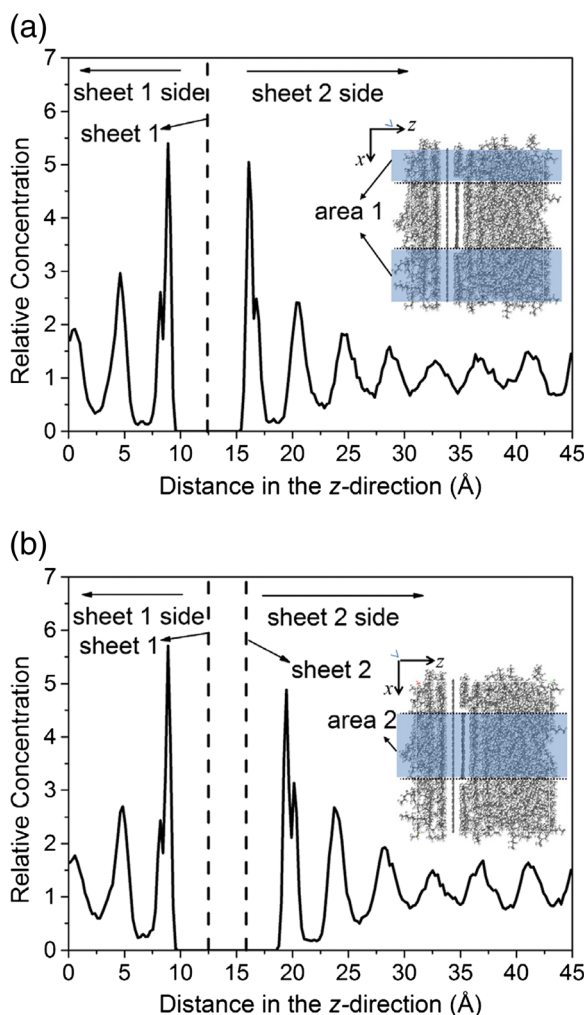 (a)
7
6
5
4
3
2
1
0
Relative Concentration
sheet 1 side
sheet 2 side
sheet 1
z
x
area 1
0 5 10 15 20 25 30 35 40 45
Distance in the z-direction (Å)
(b)
7
6
5
4
3
2
1
0
Relative Concentration
sheet 1 side
sheet 2 side
sheet 1
sheet 2
z
x
area 2
0 5 10 15 20 25 30 35 40 45
Distance in the z-direction (Å)